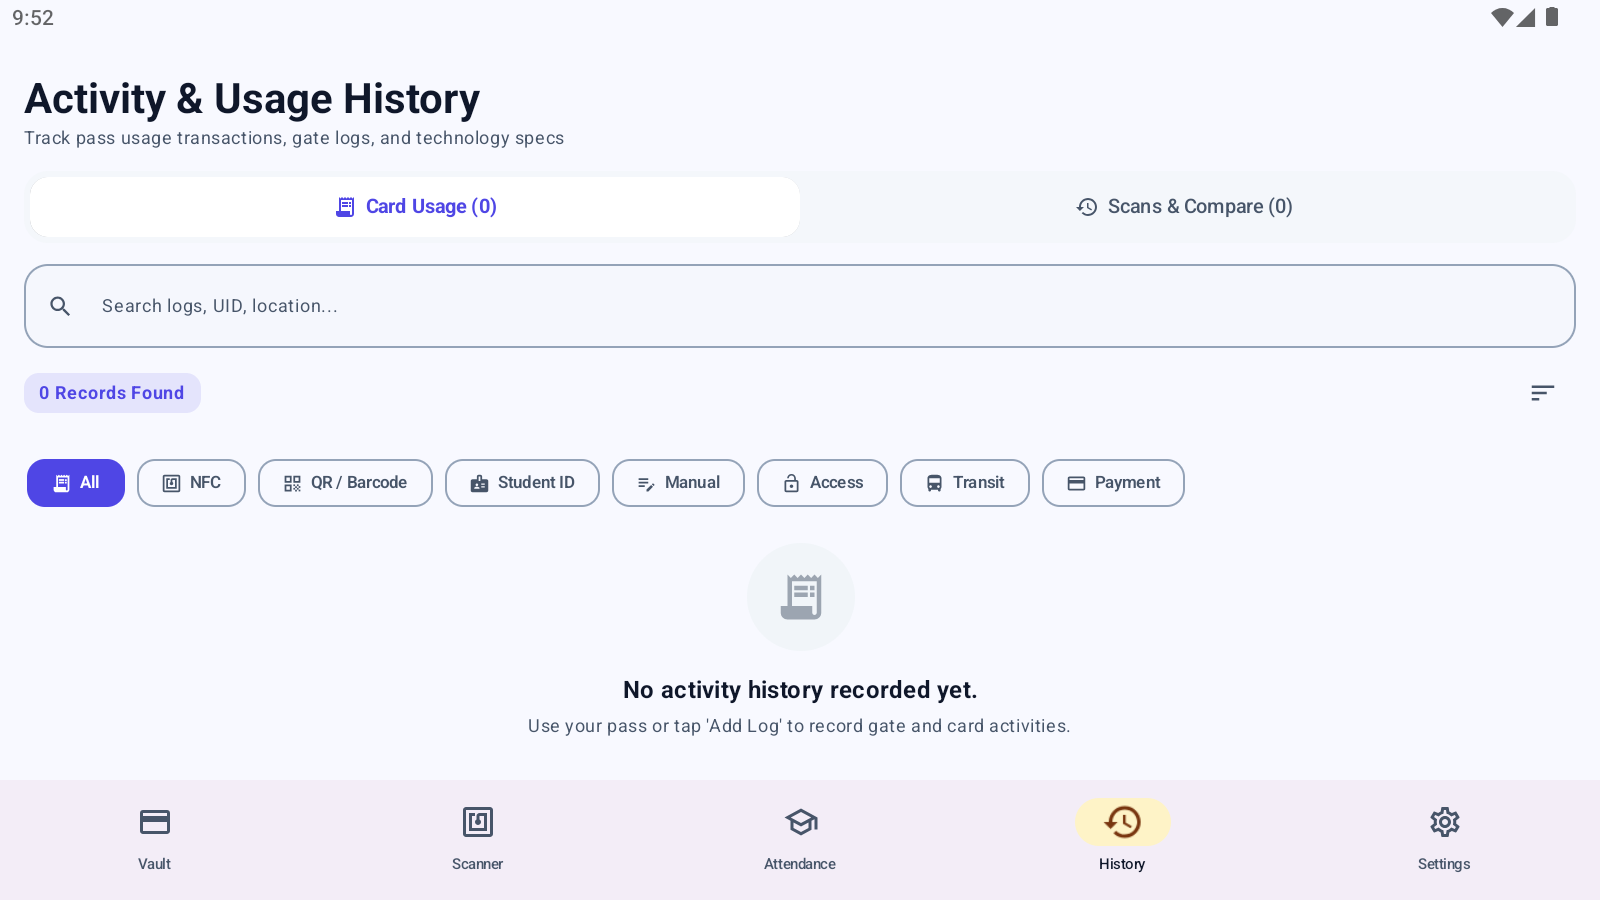 9:52
Activity & Usage History
Track pass usage transactions, gate logs, and technology specs
Card Usage (0)
Scans & Compare (0)
Search logs, UID, location...
0 Records Found
All
NFC
QR / Barcode
Student ID
Manual
Access
Transit
Payment
No activity history recorded yet.
Use your pass or tap 'Add Log' to record gate and card activities.
Vault
Scanner
Attendance
History
Settings